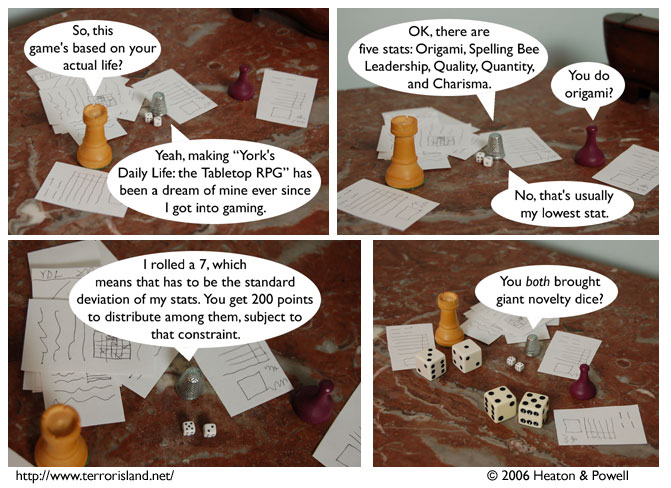 So, this
game's based on your
actual life?
Yeah, making “York's
Daily Life: the Tabletop RPG” has
been a dream of mine ever since
I got into gaming.
OK, there are
five stats: Origami, Spelling Bee
Leadership, Quality, Quantity,
and Charisma.
You do
origami?
No, that's usually
my lowest stat.
YDL
I rolled a 7, which
means that has to be the standard
deviation of my stats. You get 200 points
to distribute among them, subject to
that constraint.
You both brought
giant novelty dice?
http://www.terrorisland.net/
© 2006 Heaton & Powell